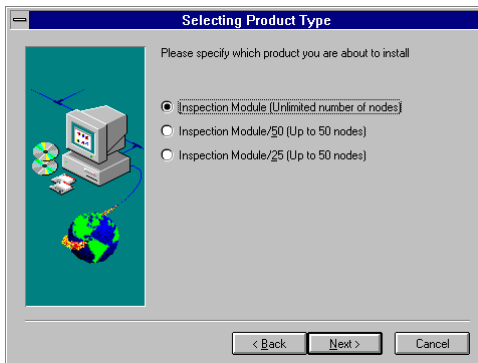 Selecting Product Type
Please specify which product you are about to install
Inspection Module (Unlimited number of nodes)
Inspection Module/50 (Up to 50 nodes)
Inspection Module/25 (Up to 50 nodes)
< Back Next > Cancel